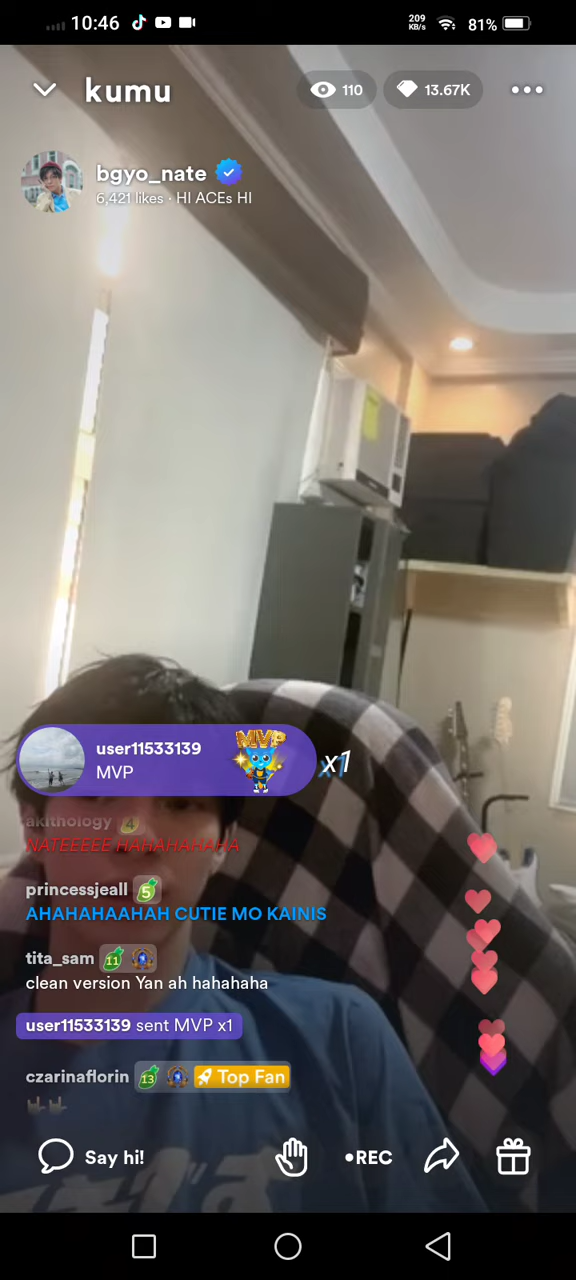 10:46
209
KB/s
81%
kumu
110
13.67K
bgyo_nate
6,421 likes · HI ACEs HI
MVP
user11533139
MVP
x1
akithology 4
NATEEEEE HAHAHAHAHA
princessjeall 5
AHAHAHAAHAH CUTIE MO KAINIS
tita_sam 11
clean version Yan ah hahahaha
user11533139 sent MVP x1
czarinaflorin 13 Top Fan
🤟🤟
Say hi!
•REC